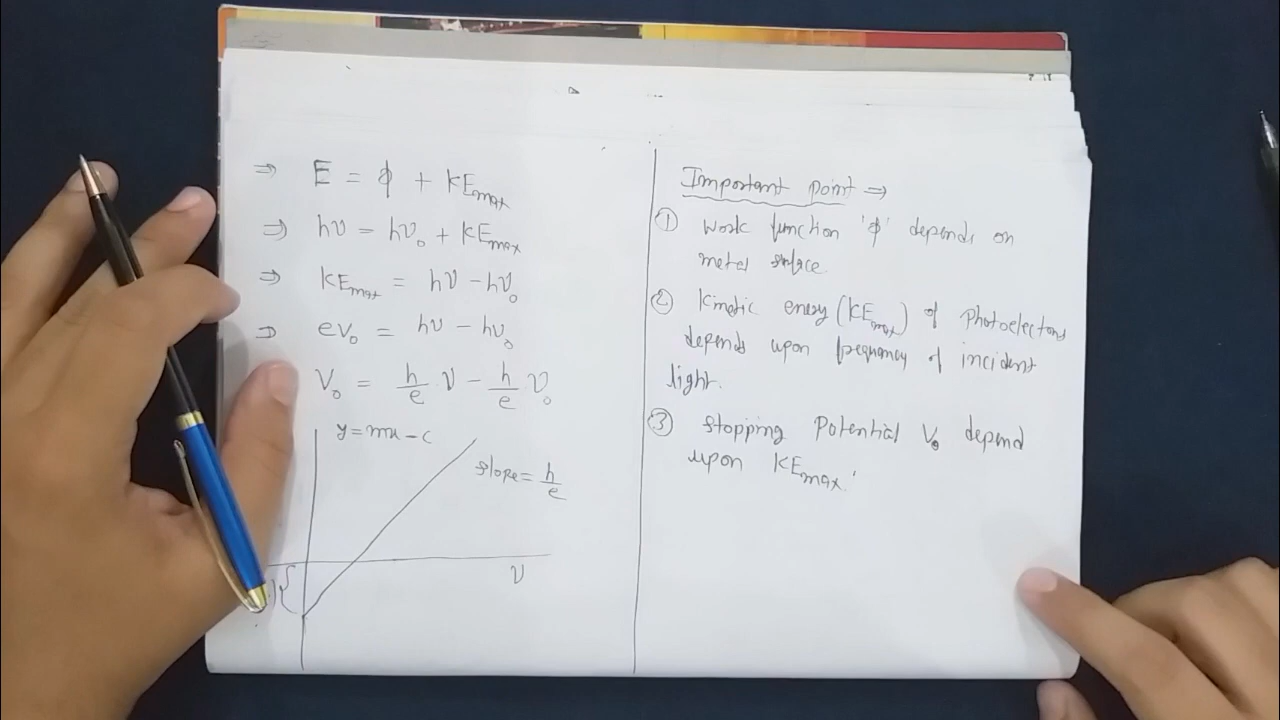 ⇒ E = φ + KEmax
⇒ hν = hν₀ + KEmax
⇒ KEmax = hν - hν₀
⇒ eV₀ = hν - hν₀
V₀ = h/e . ν - h/e ν₀
y = mx - c
slope = h/e
ν
Important point ⇒
① Work function 'φ' depends on
metal surface.
② Kinetic energy (KEmax) of Photoelectrons
depends upon frequency of incident
light.
③ stopping Potential V₀ depend
upon KEmax.